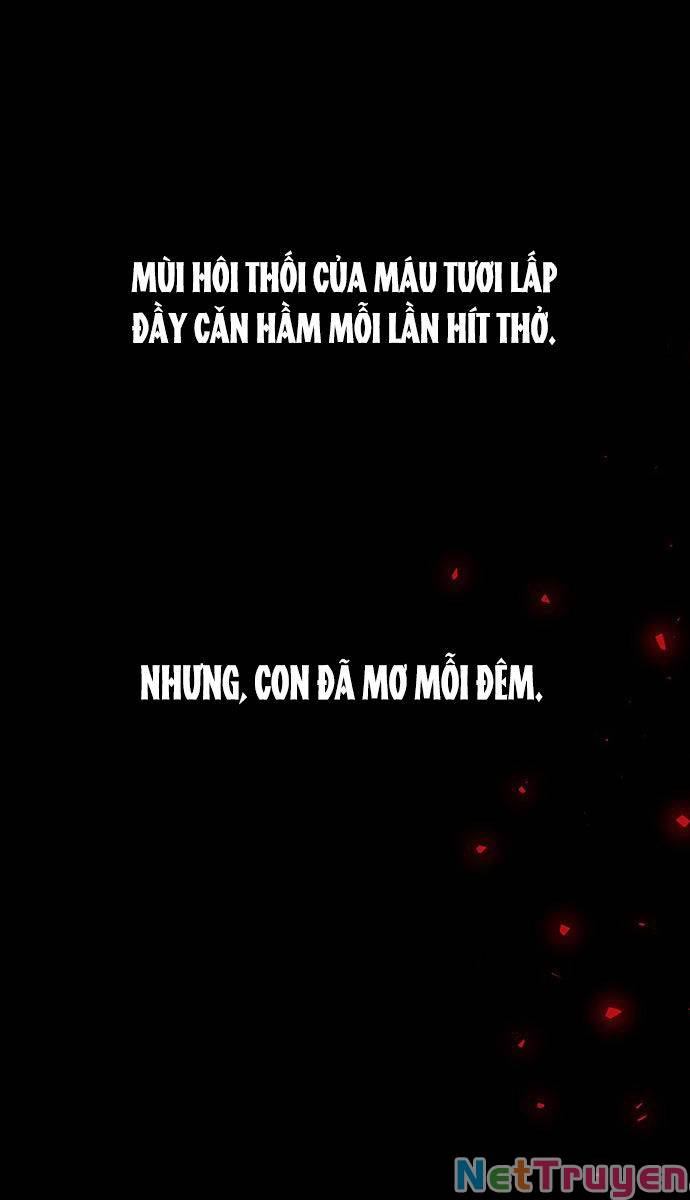 MÙI HÔI THỐI CỦA MÁU TƯƠI LẤP
ĐẦY CĂN HẦM MỖI LẦN HÍT THỞ.
NHƯNG, CON ĐÃ MƠ MỖI ĐÊM.
NetTruyen